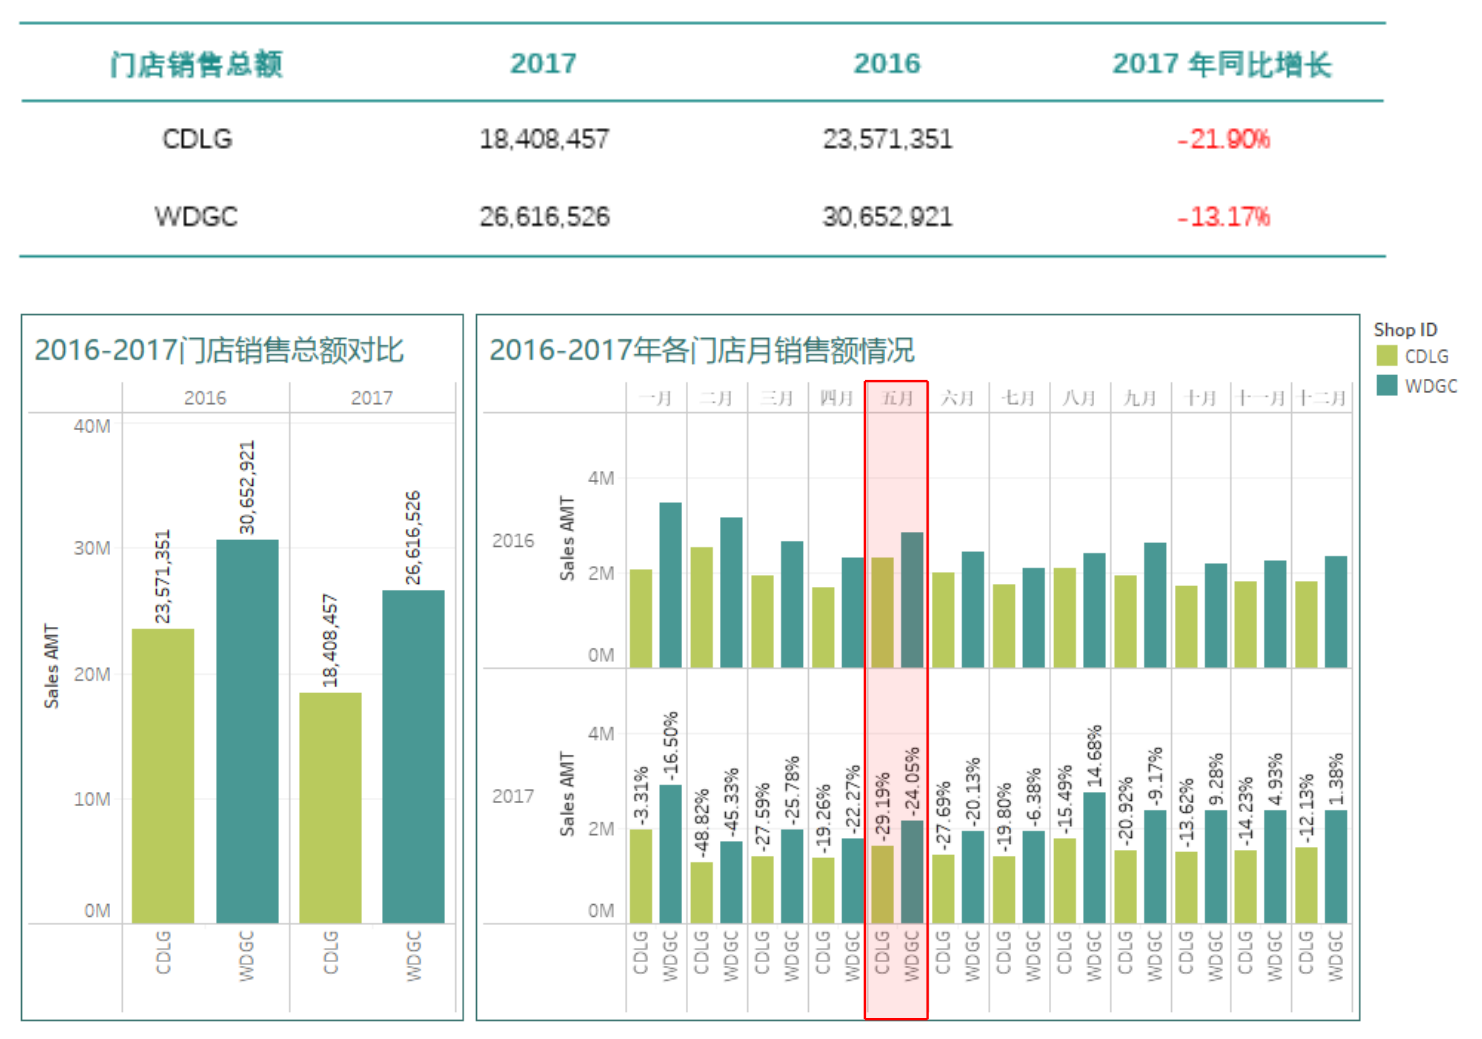 门店销售总额 2017 2016 2017 年同比增长
CDLG 18,408,457 23,571,351 -21.90%
WDGC 26,616,526 30,652,921 -13.17%
2016-2017门店销售总额对比
2016 2017
40M
30M
20M
10M
0M
Sales AMT
23,571,351
30,652,921
18,408,457
26,616,526
CDLG WDGC CDLG WDGC
2016-2017年各门店月销售额情况
一月 二月 三月 四月 五月 六月 七月 八月 九月 十月 十一月 十二月
2016
Sales AMT
4M
2M
0M
2017
Sales AMT
4M
2M
0M
-3.31% -16.50% -48.82% -45.33% -27.59% -25.78% -19.26% -22.27% -29.19% -24.05% -27.69% -20.13% -19.80% -6.38% -15.49% 14.68% -20.92% -9.17% -13.62% 9.28% -14.23% 4.93% -12.13% 1.38%
CDLG WDGC CDLG WDGC CDLG WDGC CDLG WDGC CDLG WDGC CDLG WDGC CDLG WDGC CDLG WDGC CDLG WDGC CDLG WDGC CDLG WDGC CDLG WDGC
Shop ID
CDLG
WDGC